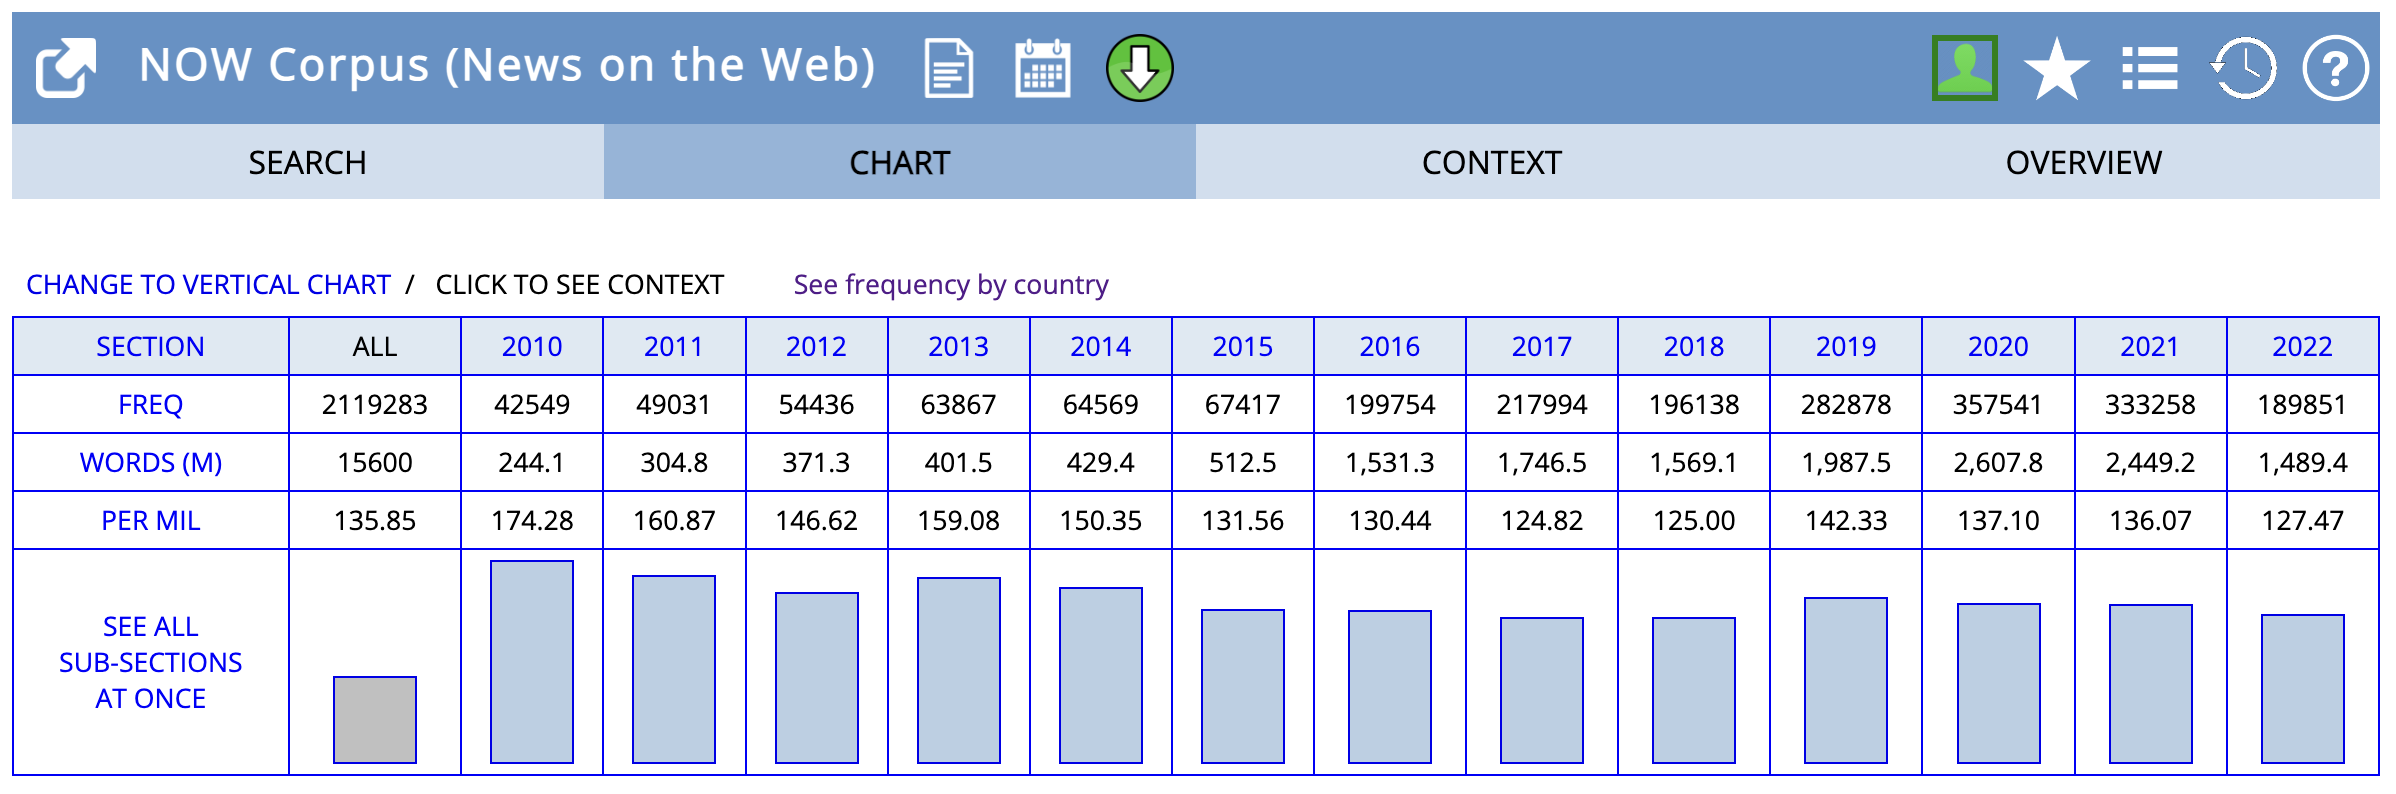 NOW Corpus (News on the Web)
?
SEARCH CHART CONTEXT OVERVIEW
CHANGE TO VERTICAL CHART / CLICK TO SEE CONTEXT See frequency by country
SECTION ALL 2010 2011 2012 2013 2014 2015 2016 2017 2018 2019 2020 2021 2022
FREQ 2119283 42549 49031 54436 63867 64569 67417 199754 217994 196138 282878 357541 333258 189851
WORDS (M) 15600 244.1 304.8 371.3 401.5 429.4 512.5 1,531.3 1,746.5 1,569.1 1,987.5 2,607.8 2,449.2 1,489.4
PER MIL 135.85 174.28 160.87 146.62 159.08 150.35 131.56 130.44 124.82 125.00 142.33 137.10 136.07 127.47
SEE ALL
SUB-SECTIONS
AT ONCE